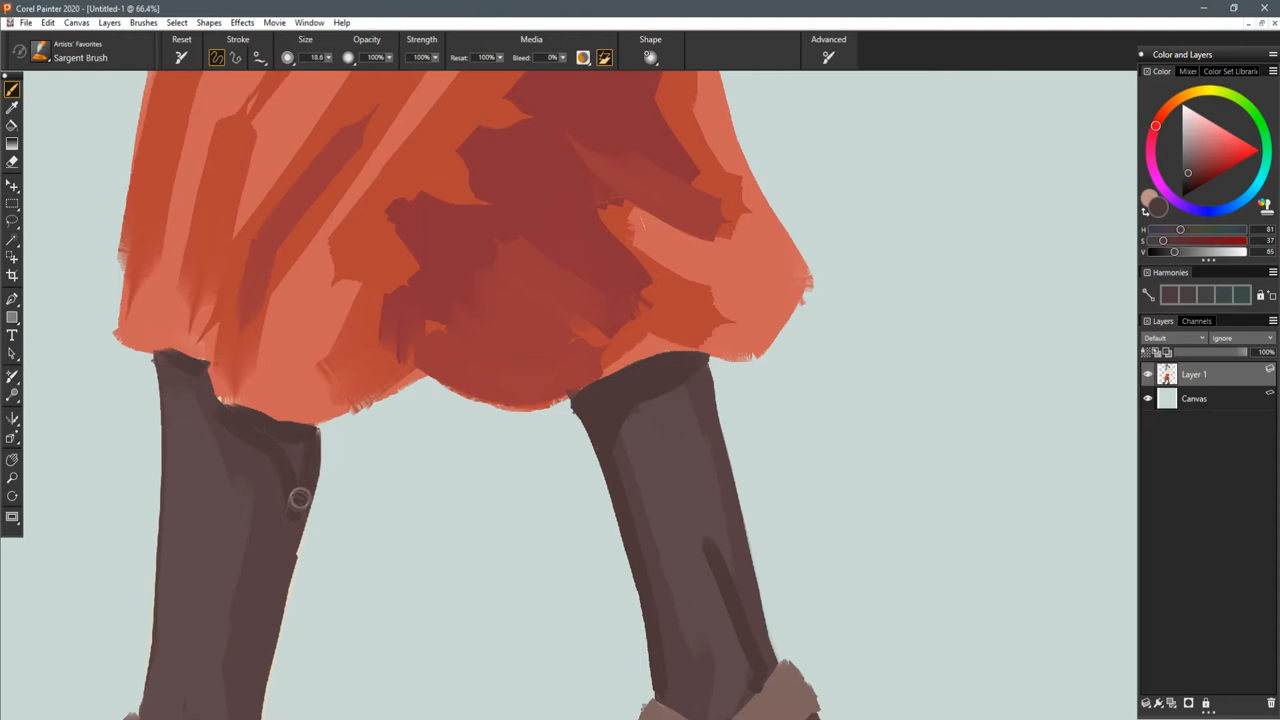 Corel Painter 2020 - [Untitled-1 @ 66.4%]
File Edit Canvas Layers Brushes Select Shapes Effects Movie Window Help
Artists' Favorites
Sargent Brush
Reset Stroke Size Opacity Strength Media Shape Advanced
18.6 100% 100% Reset: 100% Bleed: 0%
Color and Layers
Color Mixer Color Set Librari
H 81
S 37
V 65
Harmonies
Layers Channels
Default Ignore
100%
Layer 1
Canvas